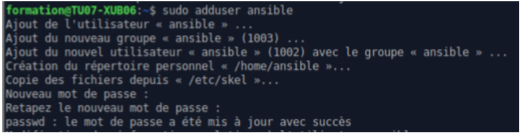 formation@TU07-XUB06:~$ sudo adduser ansible
Ajout de l'utilisateur « ansible » ...
Ajout du nouveau groupe « ansible » (1003) ...
Ajout du nouvel utilisateur « ansible » (1002) avec le groupe « ansible » ...
Création du répertoire personnel « /home/ansible »...
Copie des fichiers depuis « /etc/skel »...
Nouveau mot de passe :
Retapez le nouveau mot de passe :
passwd : le mot de passe a été mis à jour avec succès